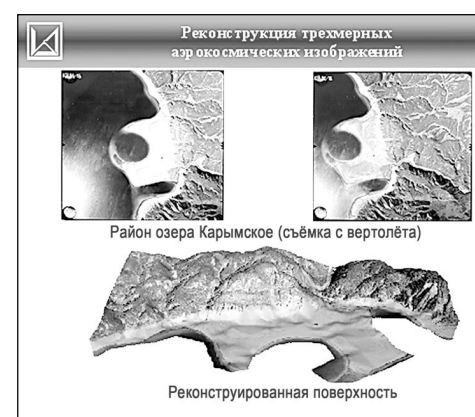 Реконструкция трехмерных
аэрокосмических изображений
Район озера Карымское (съёмка с вертолёта)
Реконструированная поверхность